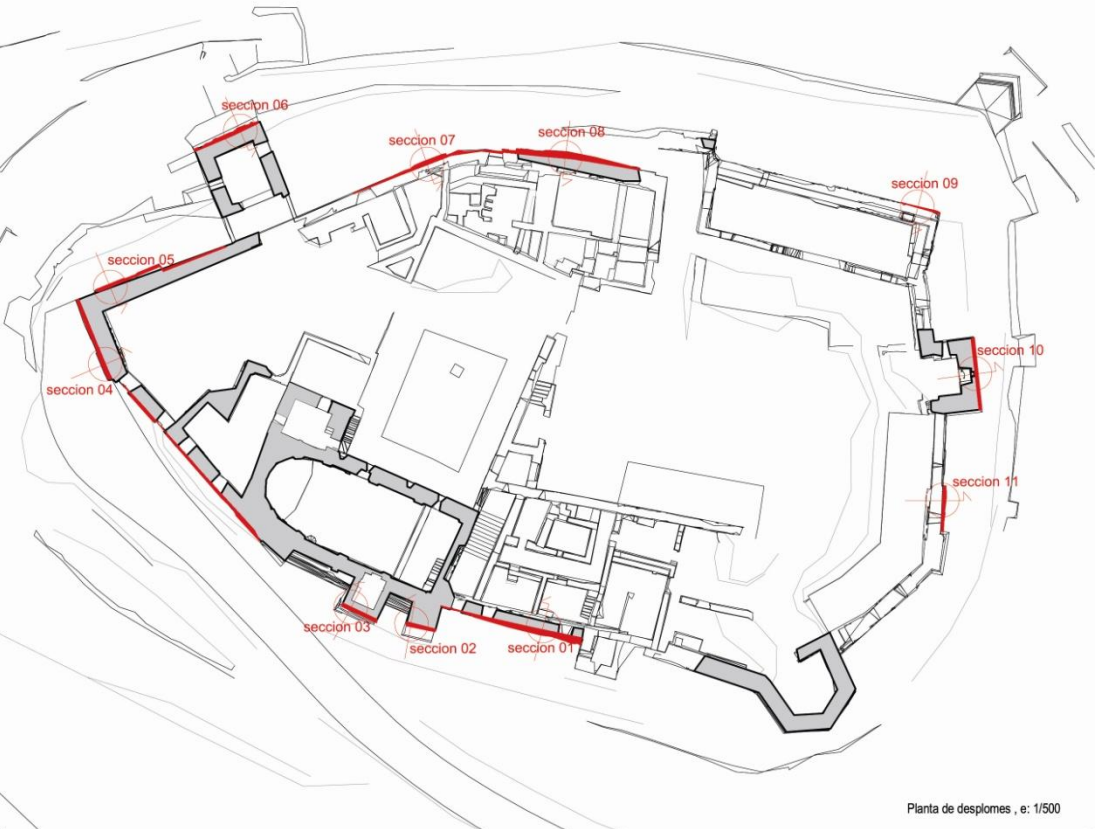 seccion 06
seccion 07
seccion 08
seccion 09
seccion 05
seccion 10
seccion 04
seccion 11
seccion 03
seccion 02
seccion 01
Planta de desplomes , e: 1/500